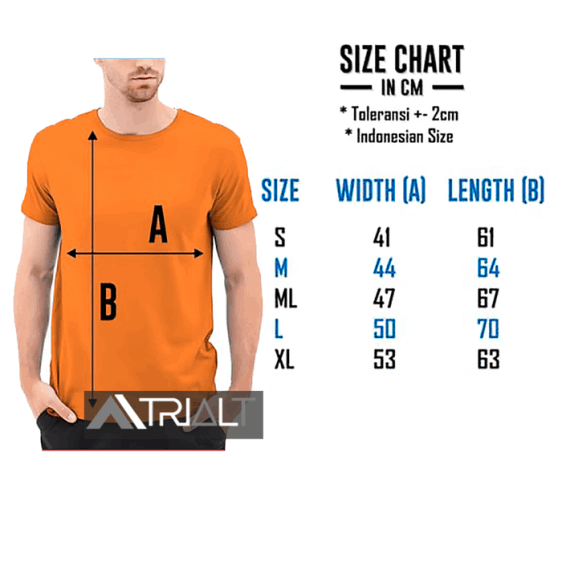 SIZE CHART
IN CM
* Toleransi +- 2cm
* Indonesian Size
SIZE WIDTH (A) LENGTH (B)
S 41 61
M 44 64
ML 47 67
L 50 70
XL 53 63
A
B
ATRIALT